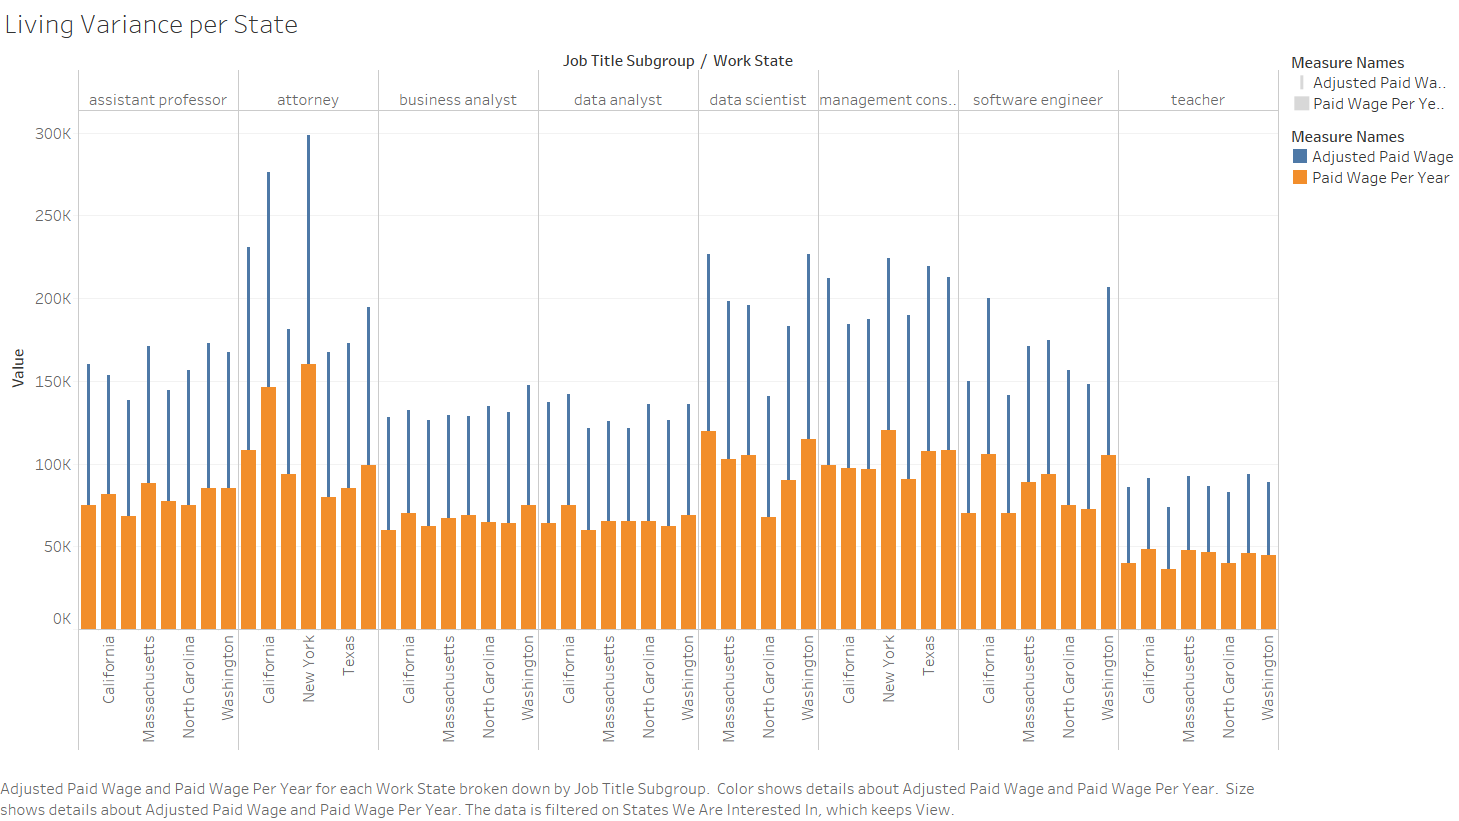 Living Variance per State
Job Title Subgroup / Work State
assistant professor
attorney
business analyst
data analyst
data scientist
management cons..
software engineer
teacher
Measure Names
Adjusted Paid Wa..
Paid Wage Per Ye..
Measure Names
Adjusted Paid Wage
Paid Wage Per Year
300K
250K
200K
150K
100K
50K
0K
Value
California
Massachusetts
North Carolina
Washington
California
New York
Texas
California
Massachusetts
North Carolina
Washington
California
Massachusetts
North Carolina
Washington
Massachusetts
North Carolina
Washington
California
New York
Texas
California
Massachusetts
North Carolina
Washington
California
Massachusetts
North Carolina
Washington
Adjusted Paid Wage and Paid Wage Per Year for each Work State broken down by Job Title Subgroup. Color shows details about Adjusted Paid Wage and Paid Wage Per Year. Size
shows details about Adjusted Paid Wage and Paid Wage Per Year. The data is filtered on States We Are Interested In, which keeps View.